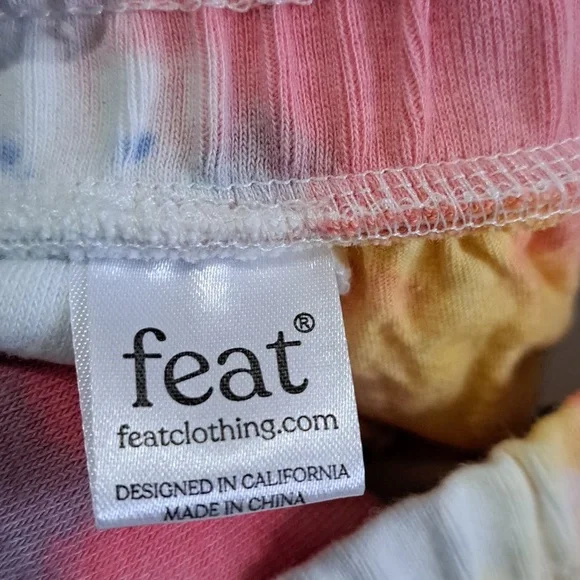 feat®
featclothing.com
DESIGNED IN CALIFORNIA
MADE IN CHINA